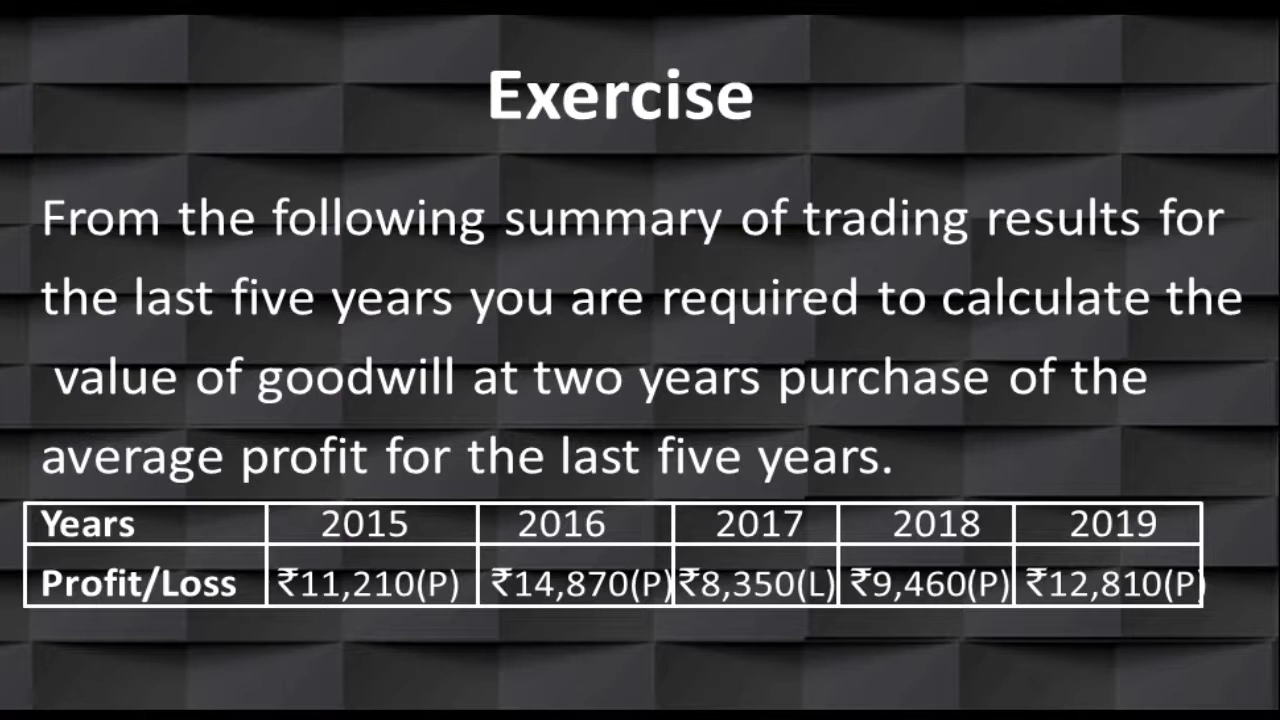 Exercise
From the following summary of trading results for
the last five years you are required to calculate the
value of goodwill at two years purchase of the
average profit for the last five years.
Years 2015 2016 2017 2018 2019
Profit/Loss ₹11,210(P) ₹14,870(P) ₹8,350(L) ₹9,460(P) ₹12,810(P)